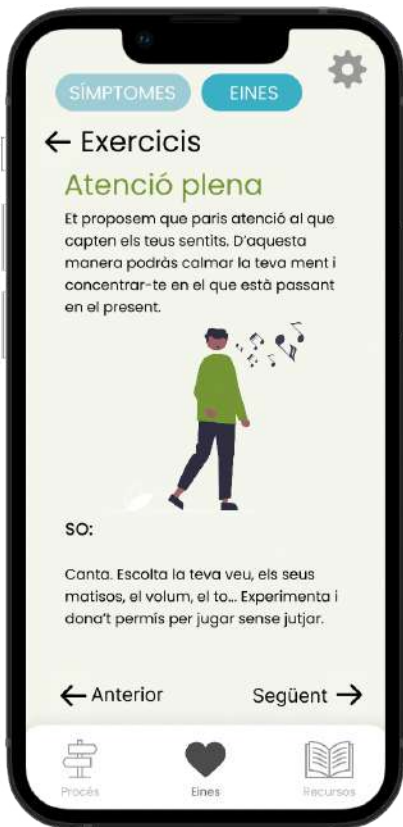 SÍMPTOMES
EINES
← Exercicis
Atenció plena
Et proposem que paris atenció al que
capten els teus sentits. D'aquesta
manera podràs calmar la teva ment i
concentrar-te en el que està passant
en el present.
SO:
Canta. Escolta la teva veu, els seus
matisos, el volum, el to... Experimenta i
dona't permís per jugar sense jutjar.
← Anterior
Següent →
Procés
Eines
Recursos